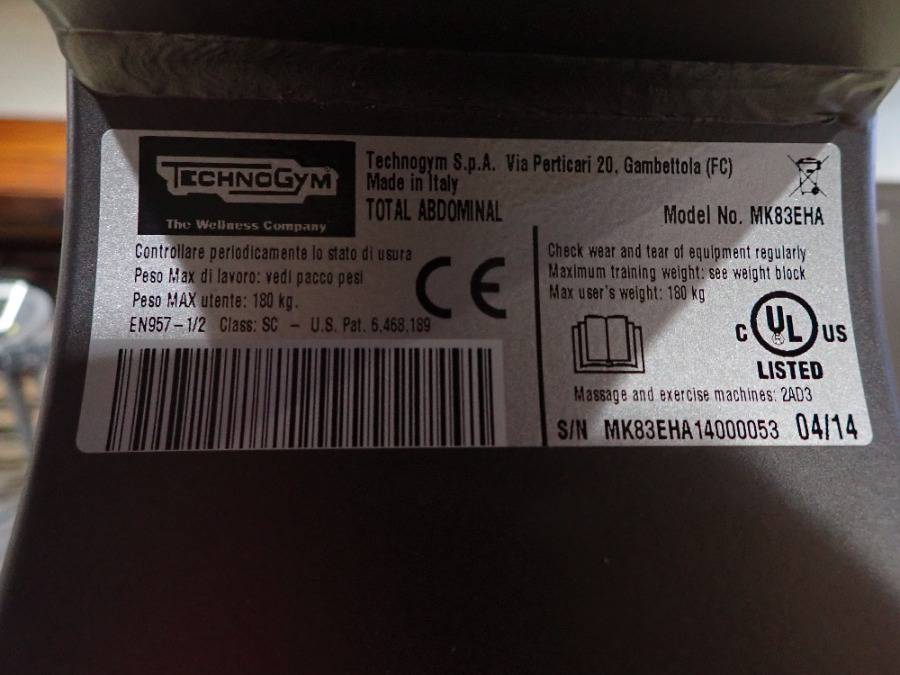 TECHNOGYM
The Wellness Company
Technogym S.p.A. Via Perticari 20, Gambettola (FC)
Made in Italy
TOTAL ABDOMINAL
Model No. MK83EHA
Controllare periodicamente lo stato di usura
Peso Max di lavoro: vedi pacco pesi
Peso MAX utente: 180 kg.
EN957-1/2 Class: SC - U.S. Pat. 6,468,189
CE
Check wear and tear of equipment regularly
Maximum training weight: see weight block
Max user's weight: 180 kg
C UL US
LISTED
Massage and exercise machines: 2AD3
S/N MK83EHA14000053 04/14